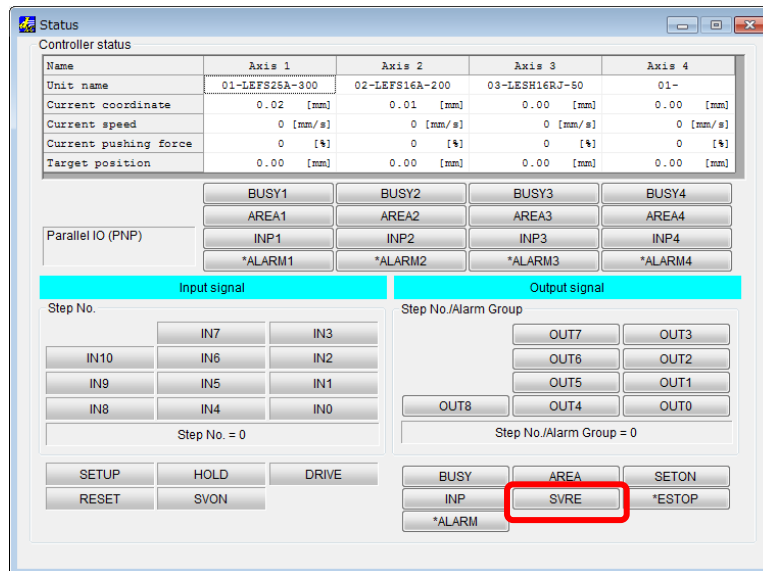 Status
Controller status
Name Axis 1 Axis 2 Axis 3 Axis 4
Unit name 01-LEFS25A-300 02-LEFS16A-200 03-LESH16RJ-50 01-
Current coordinate 0.02 [mm] 0.01 [mm] 0.00 [mm] 0.00 [mm]
Current speed 0 [mm/s] 0 [mm/s] 0 [mm/s] 0 [mm/s]
Current pushing force 0 [%] 0 [%] 0 [%] 0 [%]
Target position 0.00 [mm] 0.00 [mm] 0.00 [mm] 0.00 [mm]
BUSY1 BUSY2 BUSY3 BUSY4
AREA1 AREA2 AREA3 AREA4
Parallel IO (PNP) INP1 INP2 INP3 INP4
*ALARM1 *ALARM2 *ALARM3 *ALARM4
Input signal Output signal
Step No. Step No./Alarm Group
IN7 IN3 OUT7 OUT3
IN10 IN6 IN2 OUT6 OUT2
IN9 IN5 IN1 OUT5 OUT1
IN8 IN4 IN0 OUT8 OUT4 OUT0
Step No. = 0 Step No./Alarm Group = 0
SETUP HOLD DRIVE BUSY AREA SETON
RESET SVON INP SVRE *ESTOP
*ALARM